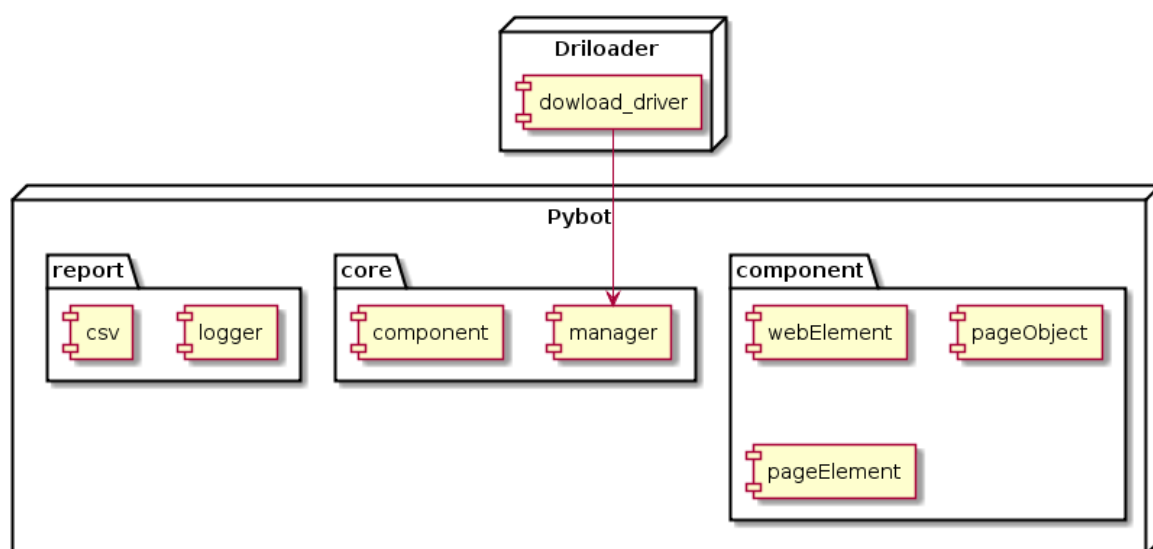 Driloader
dowload_driver
Pybot
report
csv
logger
core
component
manager
component
webElement
pageObject
pageElement